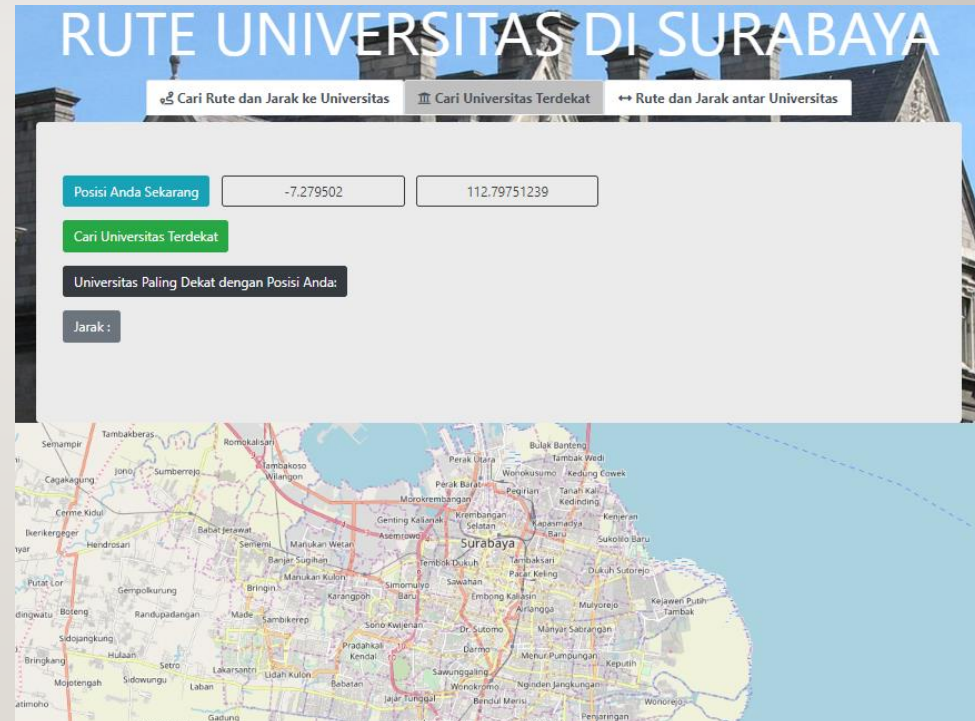 RUTE UNIVERSITAS DI SURABAYA
Cari Rute dan Jarak ke Universitas
Cari Universitas Terdekat
Rute dan Jarak antar Universitas
Posisi Anda Sekarang
-7.279502
112.79751239
Cari Universitas Terdekat
Universitas Paling Dekat dengan Posisi Anda:
Jarak :
Semampir
Tambakberas
Romokalisari
Bulak Banteng
Tambak Wedi
Perak Utara
Wonokusumo
Kedung Cowek
Cagakagung
Jono
Sumberrejo
Tambakoso
Wilangon
Perak Barat
Pegirian
Tanah Kali
Kedinding
Morokrembangan
Cerme Kidul
Genting Kalianak
Krembangan
Selatan
Kapasmadya
Baru
Kenjeran
Ikerikergeger
Hendrosari
Babat Jerawat
Sememi
Manukan Wetan
Asemrowo
Surabaya
Sukolilo Baru
Banjar Sugihan
Tembok Dukuh
Tambaksari
Pacar Keling
Dukuh Sutorejo
Putat Lor
Gempolkurung
Bringin
Manukan Kulon
Karangpoh
Simomulyo
Baru
Sawahan
Embong Kaliasin
Airlangga
Mulyorejo
Kejawen Putih
Tambak
dingwatu
Boteng
Randupadangan
Made
Sambikerep
Sono Kwijenan
Dr. Sutomo
Manyar Sabrangan
Sidojangkung
Pradahkali
Kendal
Darmo
Menur Pumpungan
Keputih
Bringkang
Hulaan
Setro
Lakarsantri
Lidah Kulon
Sawunggaling
Mojotengah
Sidowungu
Laban
Babatan
Wonokromo
Nginden Jangkungan
Jajar Tunggal
Bendul Merisi
Wonorejo
atimoho
Gadung
Penjaringan